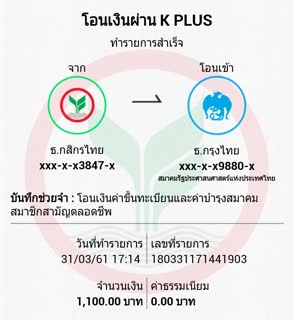 โอนเงินผ่าน K PLUS
ทำรายการสำเร็จ
จาก
โอนเข้า
ธ.กสิกรไทย
ธ.กรุงไทย
xxx-x-x3847-x
xxx-x-x9880-x
สมาคมรัฐประศาสนศาสตร์แห่งประเทศไทย
บันทึกช่วยจำ : โอนเงินค่าขึ้นทะเบียนและค่าบำรุงสมาคม
สมาชิกสามัญตลอดชีพ
วันที่ทำรายการ
เลขที่รายการ
31/03/61 17:14
180331171441903
จำนวนเงิน
ค่าธรรมเนียม
1,100.00 บาท
0.00 บาท